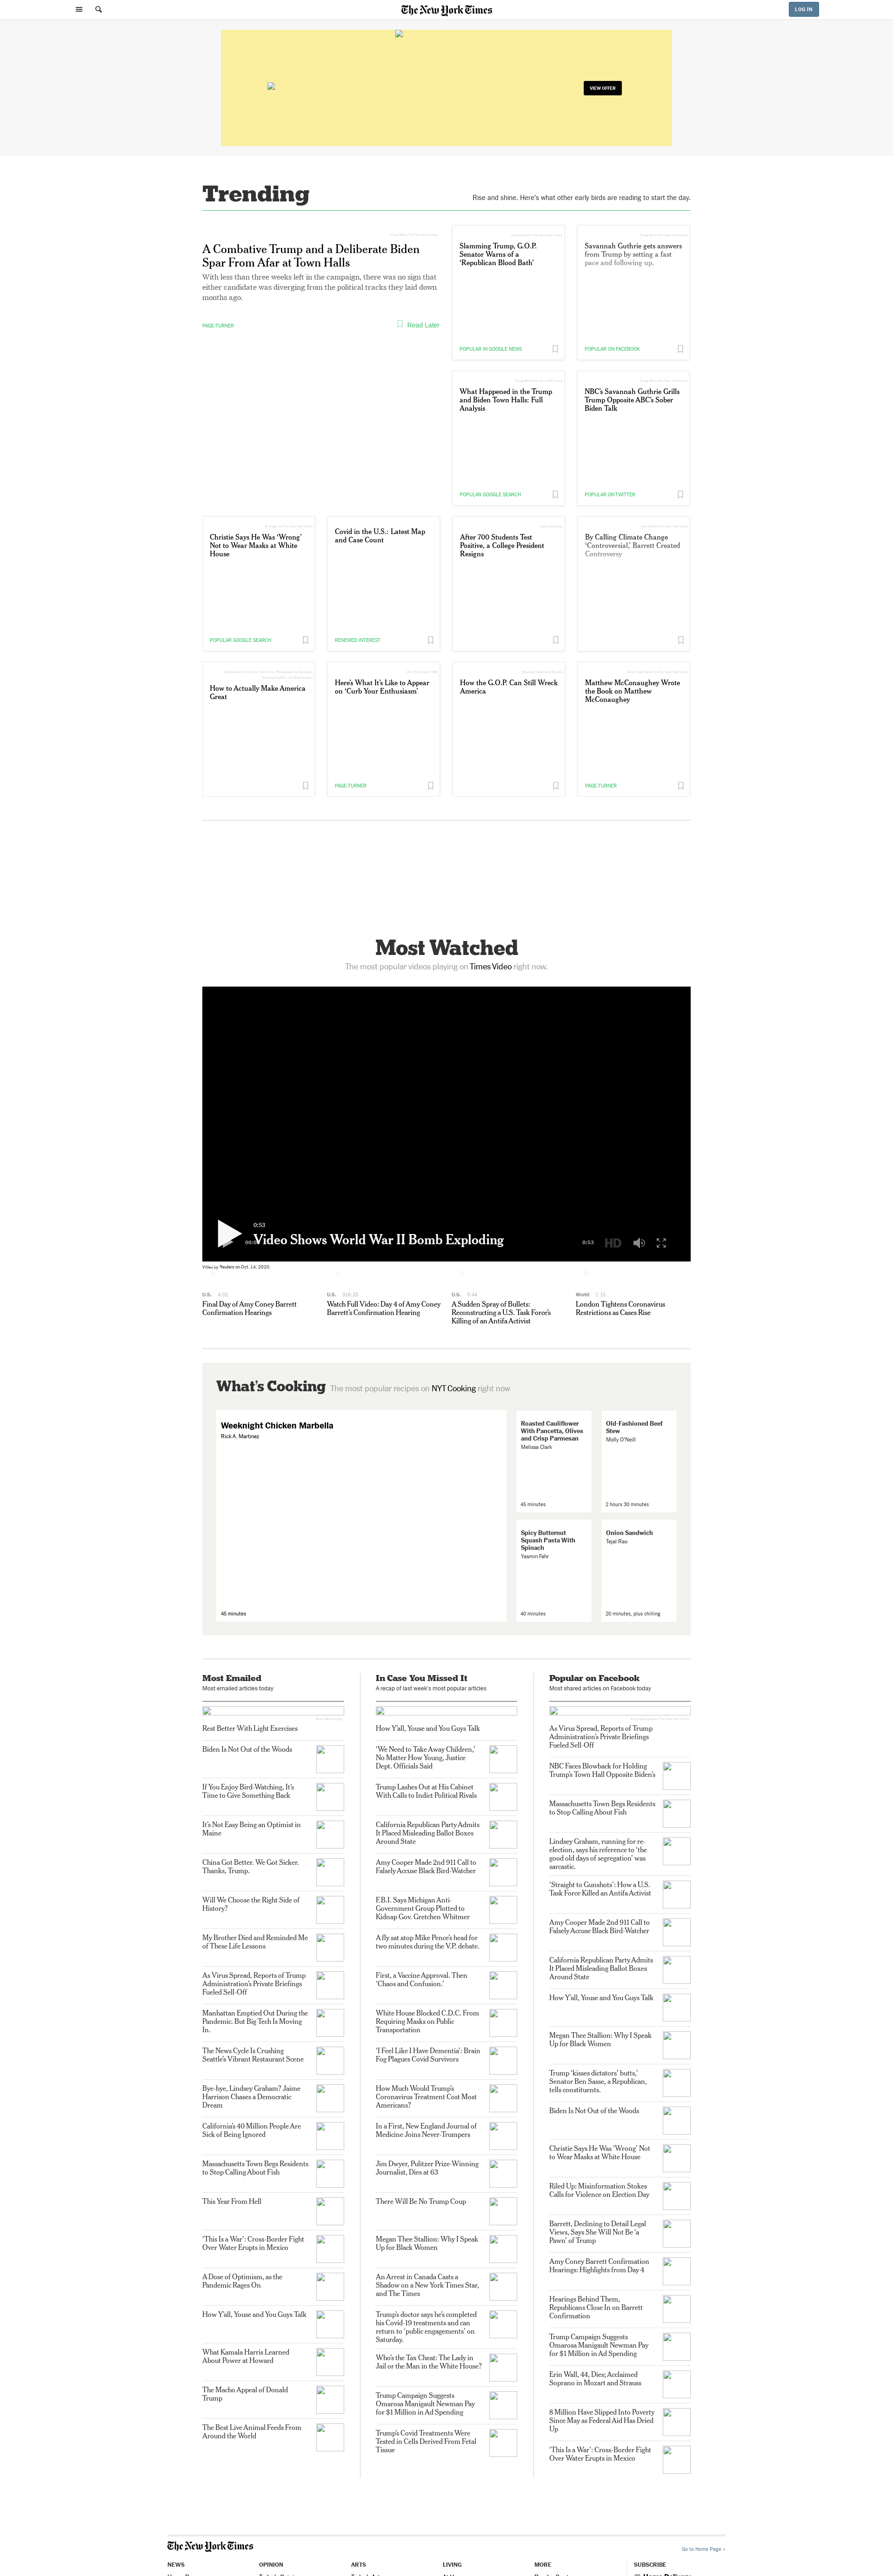 The New York Times
LOG IN
VIEW OFFER
Trending
Rise and shine. Here's what other early birds are reading to start the day.
A Combative Trump and a Deliberate Biden
Spar From Afar at Town Halls
With less than three weeks left in the campaign, there was no sign that
either candidate was diverging from the political tracks they laid down
months ago.
PAGE-TURNER
Read Later
Slamming Trump, G.O.P.
Senator Warns of a
‘Republican Blood Bath’
POPULAR IN GOOGLE NEWS
Savannah Guthrie gets answers
from Trump by setting a fast
pace and following up.
POPULAR ON FACEBOOK
What Happened in the Trump
and Biden Town Halls: Full
Analysis
POPULAR GOOGLE SEARCH
NBC’s Savannah Guthrie Grills
Trump Opposite ABC’s Sober
Biden Talk
POPULAR ON TWITTER
Christie Says He Was ‘Wrong’
Not to Wear Masks at White
House
POPULAR GOOGLE SEARCH
Covid in the U.S.: Latest Map
and Case Count
RENEWED INTEREST
After 700 Students Test
Positive, a College President
Resigns
By Calling Climate Change
‘Controversial,’ Barrett Created
Controversy
How to Actually Make America
Great
Here’s What It’s Like to Appear
on ‘Curb Your Enthusiasm’
PAGE-TURNER
How the G.O.P. Can Still Wreck
America
Matthew McConaughey Wrote
the Book on Matthew
McConaughey
PAGE-TURNER
Most Watched
The most popular videos playing on Times Video right now.
0:53
Video Shows World War II Bomb Exploding
0:53
HD
Video by Reuters on Oct. 14, 2020.
U.S. 4:02
Final Day of Amy Coney Barrett
Confirmation Hearings
U.S.
Watch Full Video: Day 4 of Amy Coney
Barrett’s Confirmation Hearing
U.S.
A Sudden Spray of Bullets:
Reconstructing a U.S. Task Force’s
Killing of an Antifa Activist
World
London Tightens Coronavirus
Restrictions as Cases Rise
What’s Cooking
The most popular recipes on NYT Cooking right now
Weeknight Chicken Marbella
Rick A. Martinez
45 minutes
Roasted Cauliflower
With Pancetta, Olives
and Crisp Parmesan
Melissa Clark
45 minutes
Old-Fashioned Beef
Stew
Molly O'Neill
2 hours 30 minutes
Spicy Butternut
Squash Pasta With
Spinach
Yasmin Fahr
40 minutes
Onion Sandwich
Tejal Rao
20 minutes, plus chilling
Most Emailed
Most emailed articles today
Rest Better With Light Exercises
Biden Is Not Out of the Woods
If You Enjoy Bird-Watching, It’s
Time to Give Something Back
It’s Not Easy Being an Optimist in
Maine
China Got Better. We Got Sicker.
Thanks, Trump.
Will We Choose the Right Side of
History?
My Brother Died and Reminded Me
of These Life Lessons
As Virus Spread, Reports of Trump
Administration’s Private Briefings
Fueled Sell-Off
Manhattan Emptied Out During the
Pandemic. But Big Tech Is Moving
In.
The News Cycle Is Crushing
Seattle’s Vibrant Restaurant Scene
Bye-bye, Lindsey Graham? Jaime
Harrison Chases a Democratic
Dream
California’s 40 Million People Are
Sick of Being Ignored
Massachusetts Town Begs Residents
to Stop Calling About Fish
This Year From Hell
‘This Is a War’: Cross-Border Fight
Over Water Erupts in Mexico
A Dose of Optimism, as the
Pandemic Rages On
How Y’all, Youse and You Guys Talk
What Kamala Harris Learned
About Power at Howard
The Macho Appeal of Donald
Trump
The Best Live Animal Feeds From
Around the World
In Case You Missed It
A recap of last week's most popular articles
How Y’all, Youse and You Guys Talk
‘We Need to Take Away Children,’
No Matter How Young, Justice
Dept. Officials Said
Trump Lashes Out at His Cabinet
With Calls to Indict Political Rivals
California Republican Party Admits
It Placed Misleading Ballot Boxes
Around State
Amy Cooper Made 2nd 911 Call to
Falsely Accuse Black Bird-Watcher
F.B.I. Says Michigan Anti-
Government Group Plotted to
Kidnap Gov. Gretchen Whitmer
A fly sat atop Mike Pence’s head for
two minutes during the V.P. debate.
First, a Vaccine Approval. Then
‘Chaos and Confusion.’
White House Blocked C.D.C. From
Requiring Masks on Public
Transportation
‘I Feel Like I Have Dementia’: Brain
Fog Plagues Covid Survivors
How Much Would Trump’s
Coronavirus Treatment Cost Most
Americans?
In a First, New England Journal of
Medicine Joins Never-Trumpers
Jim Dwyer, Pulitzer Prize-Winning
Journalist, Dies at 63
There Will Be No Trump Coup
Megan Thee Stallion: Why I Speak
Up for Black Women
An Arrest in Canada Casts a
Shadow on a New York Times Star,
and The Times
Trump’s doctor says he’s completed
his Covid-19 treatments and can
return to ‘public engagements’ on
Saturday.
Who’s the Tax Cheat: The Lady in
Jail or the Man in the White House?
Trump Campaign Suggests
Omarosa Manigault Newman Pay
for $1 Million in Ad Spending
Trump’s Covid Treatments Were
Tested in Cells Derived From Fetal
Tissue
Popular on Facebook
Most shared articles on Facebook today
As Virus Spread, Reports of Trump
Administration’s Private Briefings
Fueled Sell-Off
NBC Faces Blowback for Holding
Trump’s Town Hall Opposite Biden’s
Massachusetts Town Begs Residents
to Stop Calling About Fish
Lindsey Graham, running for re-
election, says his reference to ‘the
good old days of segregation’ was
sarcastic.
‘Straight to Gunshots’: How a U.S.
Task Force Killed an Antifa Activist
Amy Cooper Made 2nd 911 Call to
Falsely Accuse Black Bird-Watcher
California Republican Party Admits
It Placed Misleading Ballot Boxes
Around State
How Y’all, Youse and You Guys Talk
Megan Thee Stallion: Why I Speak
Up for Black Women
Trump ‘kisses dictators’ butts,’
Senator Ben Sasse, a Republican,
tells constituents.
Biden Is Not Out of the Woods
Christie Says He Was ‘Wrong’ Not
to Wear Masks at White House
Riled Up: Misinformation Stokes
Calls for Violence on Election Day
Barrett, Declining to Detail Legal
Views, Says She Will Not Be ‘a
Pawn’ of Trump
Amy Coney Barrett Confirmation
Hearings: Highlights from Day 4
Hearings Behind Them,
Republicans Close In on Barrett
Confirmation
Trump Campaign Suggests
Omarosa Manigault Newman Pay
for $1 Million in Ad Spending
Erin Wall, 44, Dies; Acclaimed
Soprano in Mozart and Strauss
8 Million Have Slipped Into Poverty
Since May as Federal Aid Has Dried
Up
‘This Is a War’: Cross-Border Fight
Over Water Erupts in Mexico
The New York Times
Go to Home Page »
NEWS
OPINION
ARTS
LIVING
MORE
SUBSCRIBE